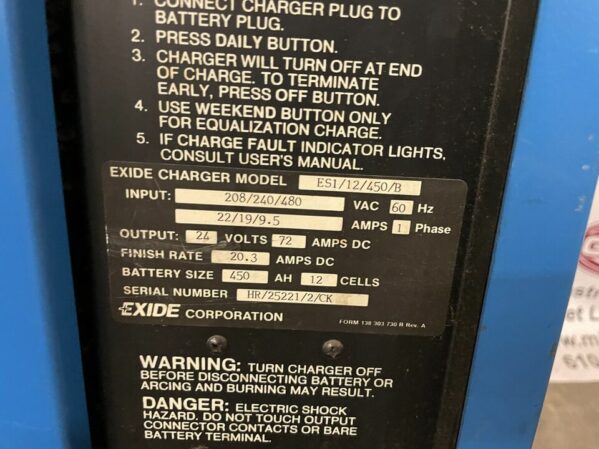 1. CONNECT CHARGER PLUG TO
BATTERY PLUG.
2. PRESS DAILY BUTTON.
3. CHARGER WILL TURN OFF AT END
OF CHARGE. TO TERMINATE
EARLY, PRESS OFF BUTTON.
4. USE WEEKEND BUTTON ONLY
FOR EQUALIZATION CHARGE.
5. IF CHARGE FAULT INDICATOR LIGHTS,
CONSULT USER'S MANUAL.
EXIDE CHARGER MODEL ES1/12/450/B
INPUT: 208/240/480 VAC 60 Hz
22/19/9.5 AMPS 1 Phase
OUTPUT: 24 VOLTS 72 AMPS DC
FINISH RATE 20.3 AMPS DC
BATTERY SIZE 450 AH 12 CELLS
SERIAL NUMBER HR/25221/2/CK
EXIDE CORPORATION
FORM 138 303 730 B Rev. A
WARNING: TURN CHARGER OFF
BEFORE DISCONNECTING BATTERY OR
ARCING AND BURNING MAY RESULT.
DANGER: ELECTRIC SHOCK
HAZARD. DO NOT TOUCH OUTPUT
CONNECTOR CONTACTS OR BARE
BATTERY TERMINAL.